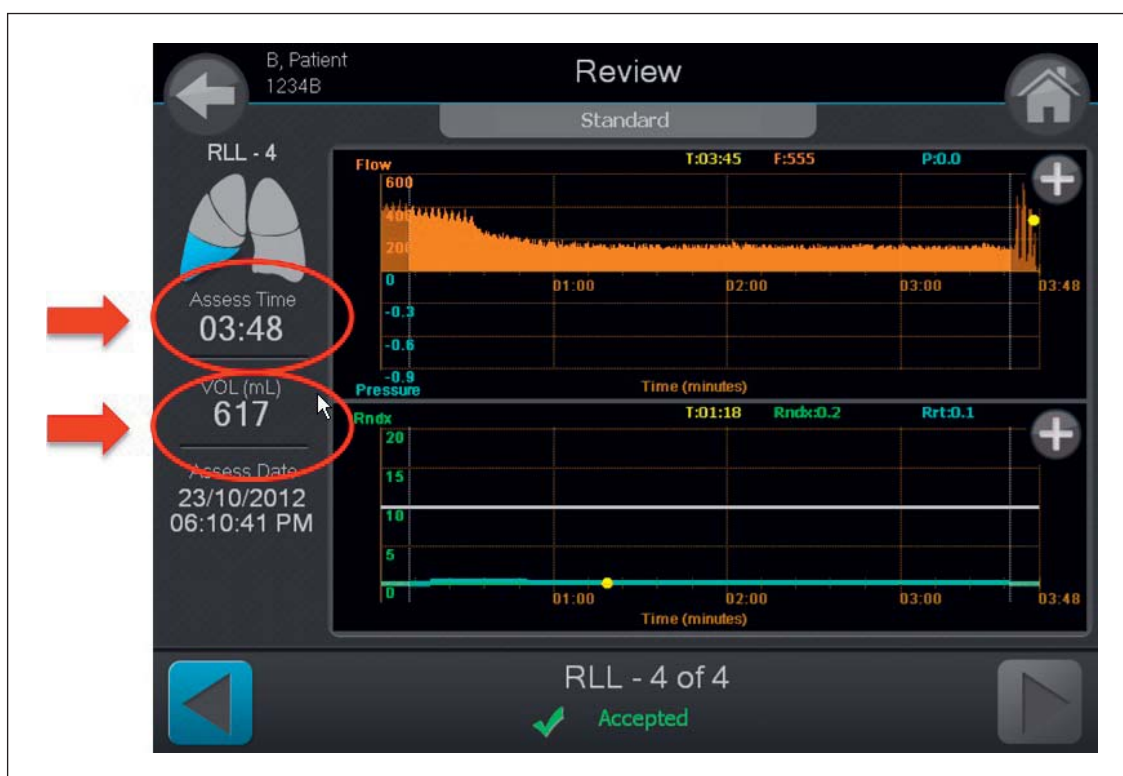 B, Patient
1234B
Review
Standard
RLL - 4
Assess Time
03:48
VOL (mL)
617
Assess Date
23/10/2012
06:10:41 PM
Flow T:03:45 F:555 P:0.0
600
400
200
0
01:00 02:00 03:00 03:48
-0.3
-0.6
-0.9
Pressure Time (minutes)
Rndx T:01:18 Rndx:0.2 Rrt:0.1
20
15
10
5
0
01:00 02:00 03:00 03:48
Time (minutes)
RLL - 4 of 4
Accepted